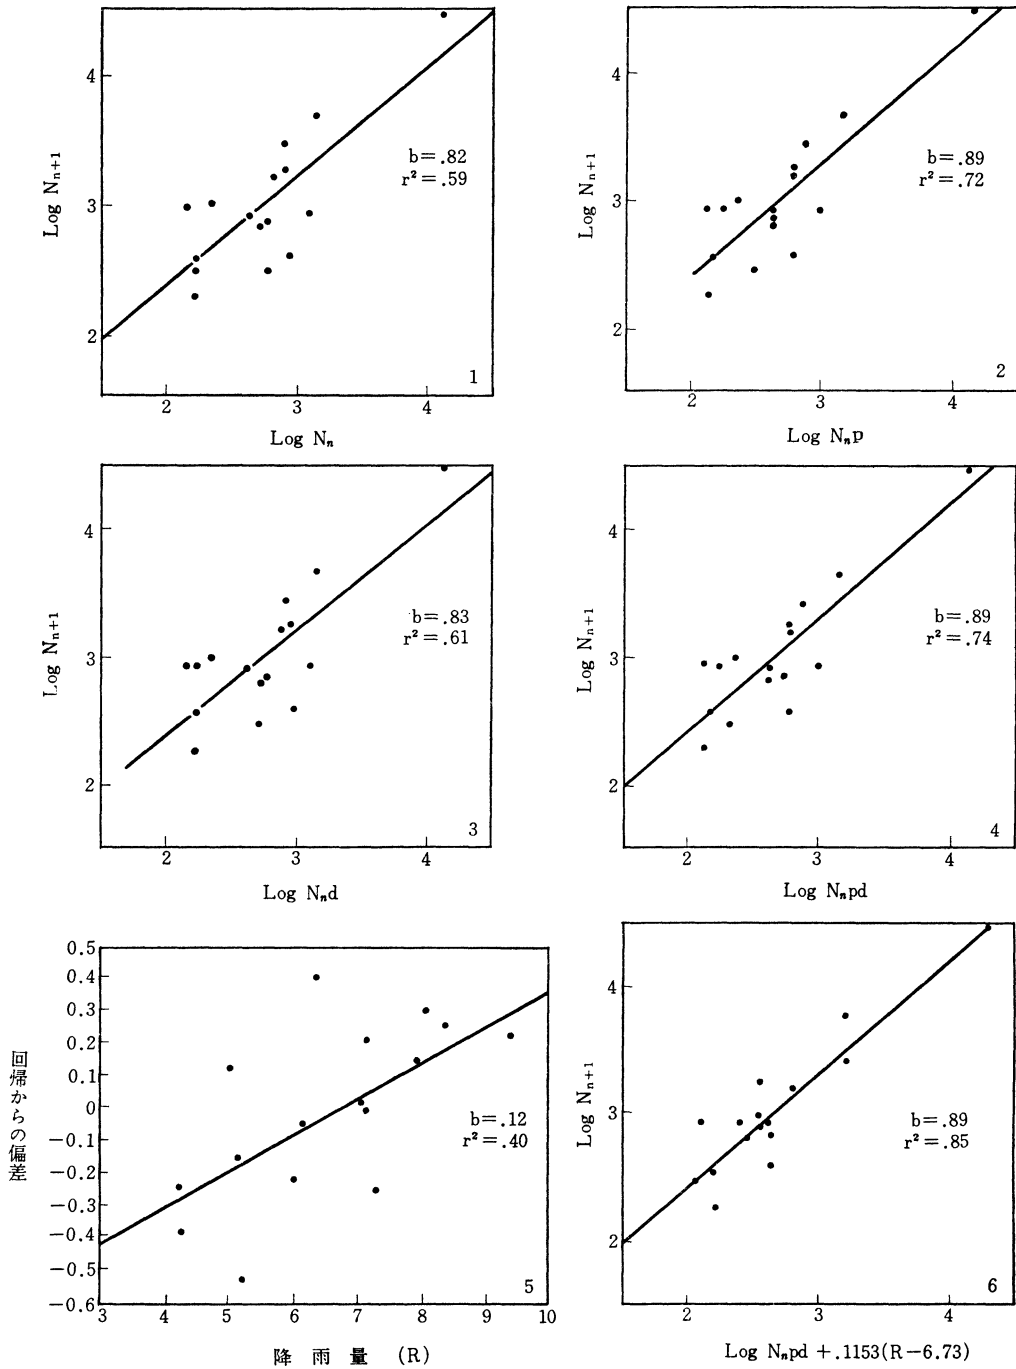 4
3
2
Log Nₙ₊₁
b=.82
r²=.59
1
2 3 4
Log Nₙ
4
3
2
Log Nₙ₊₁
b=.89
r²=.72
2
2 3 4
Log Nₙp
4
3
2
Log Nₙ₊₁
b=.83
r²=.61
3
2 3 4
Log Nₙd
4
3
2
Log Nₙ₊₁
b=.89
r²=.74
4
2 3 4
Log Nₙpd
0.5
0.4
0.3
0.2
0.1
0
−0.1
−0.2
−0.3
−0.4
−0.5
−0.6
回帰からの偏差
b=.12
r²=.40
5
3 4 5 6 7 8 9 10
降雨量 (R)
4
3
2
Log Nₙ₊₁
b=.89
r²=.85
6
2 3 4
Log Nₙpd +.1153(R−6.73)